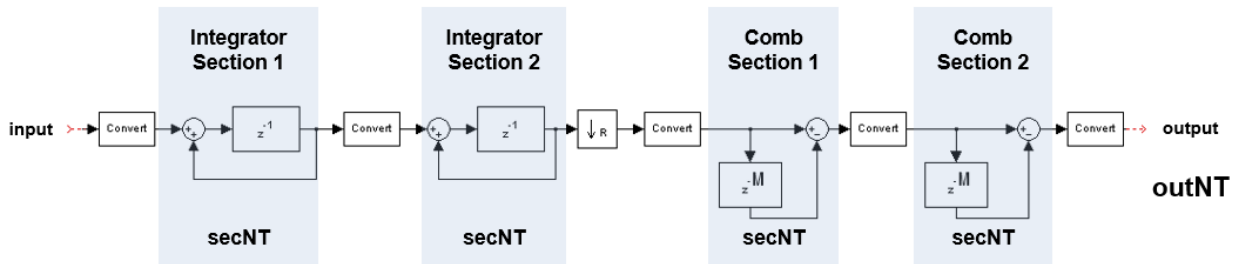 Integrator
Section 1
Integrator
Section 2
Comb
Section 1
Comb
Section 2
input
Convert
+
+
z-1
Convert
+
+
z-1
↓ R
Convert
+
−
Convert
+
−
Convert
output
z-M
z-M
outNT
secNT
secNT
secNT
secNT